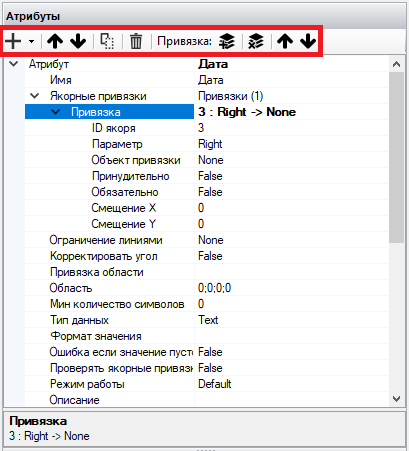 Атрибуты
Привязка:
Атрибут Дата
Имя Дата
Якорные привязки Привязки (1)
Привязка 3 : Right -> None
ID якоря 3
Параметр Right
Объект привязки None
Принудительно False
Обязательно False
Смещение X 0
Смещение Y 0
Ограничение линиями None
Корректировать угол False
Привязка области
Область 0;0;0;0
Мин количество символов 0
Тип данных Text
Формат значения
Ошибка если значение пусто False
Проверять якорные привязк False
Режим работы Default
Описание
Привязка
3 : Right -> None